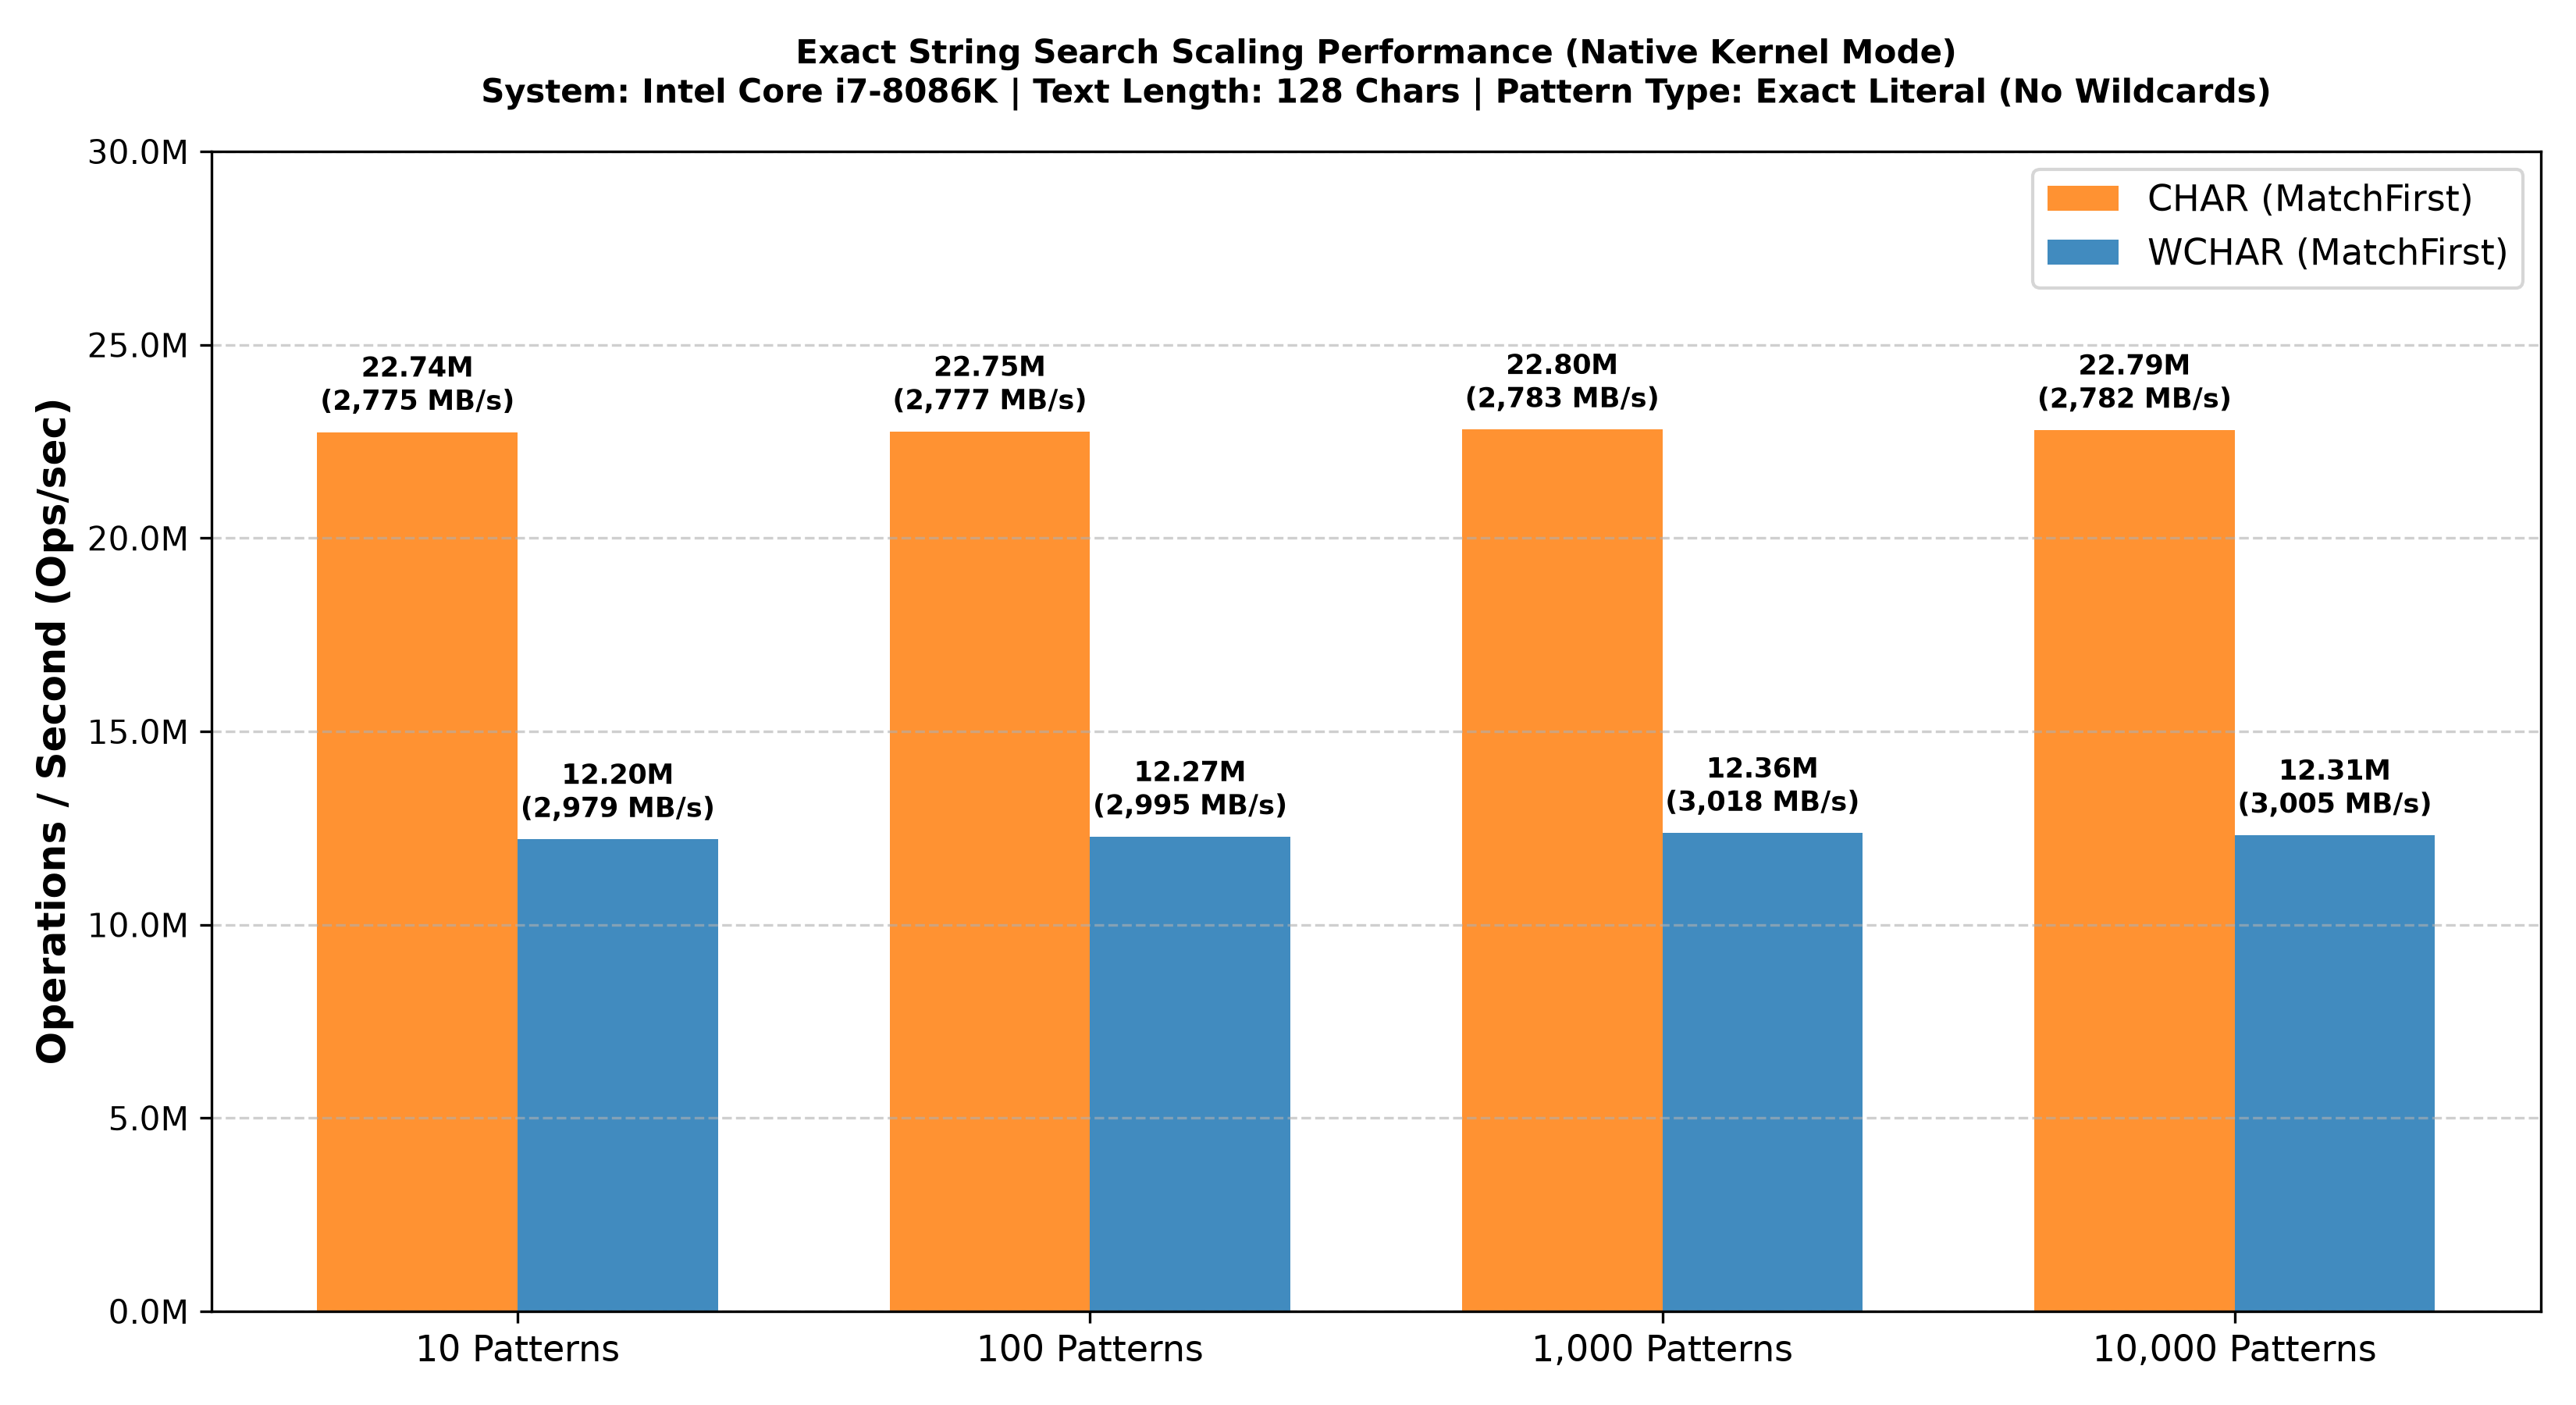 Exact String Search Scaling Performance (Native Kernel Mode)
System: Intel Core i7-8086K | Text Length: 128 Chars | Pattern Type: Exact Literal (No Wildcards)
Operations / Second (Ops/sec)
30.0M
25.0M
20.0M
15.0M
10.0M
5.0M
0.0M
CHAR (MatchFirst)
WCHAR (MatchFirst)
22.74M
(2,775 MB/s)
12.20M
(2,979 MB/s)
22.75M
(2,777 MB/s)
12.27M
(2,995 MB/s)
22.80M
(2,783 MB/s)
12.36M
(3,018 MB/s)
22.79M
(2,782 MB/s)
12.31M
(3,005 MB/s)
10 Patterns
100 Patterns
1,000 Patterns
10,000 Patterns